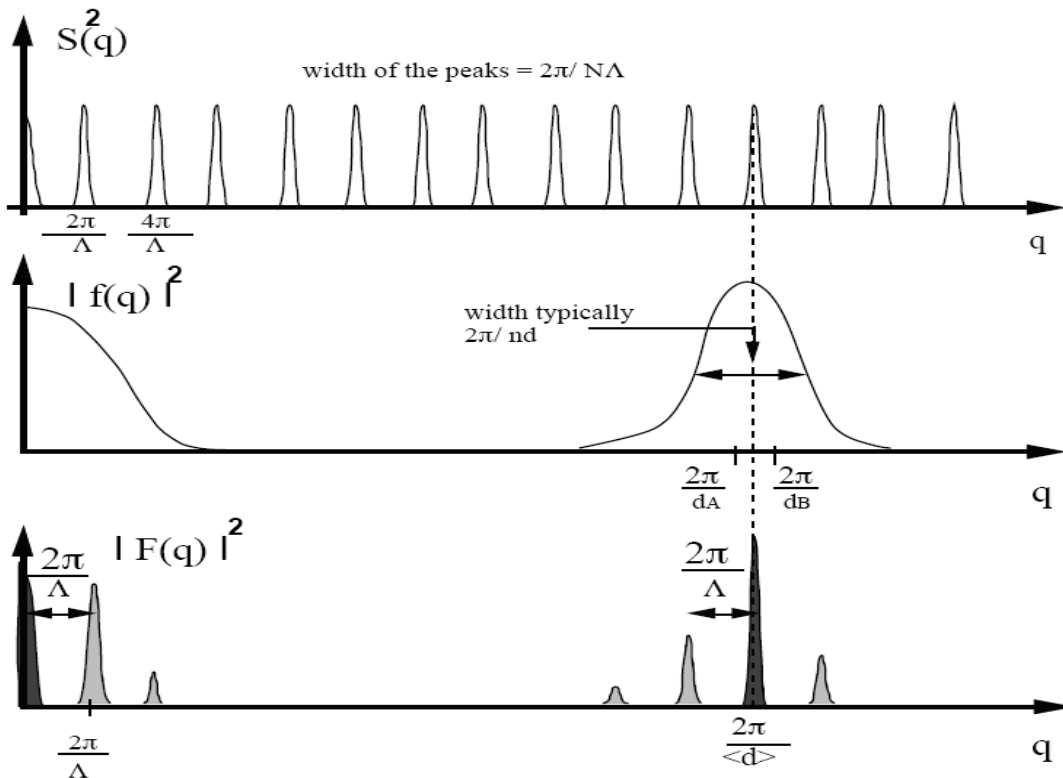 S²(q)
width of the peaks = 2π/ NΛ
2π/Λ 4π/Λ
q
| f(q) |²
width typically
2π/ nd
2π/dA 2π/dB
q
| F(q) |²
2π/Λ 2π/Λ
2π/Λ 2π/<d>
q